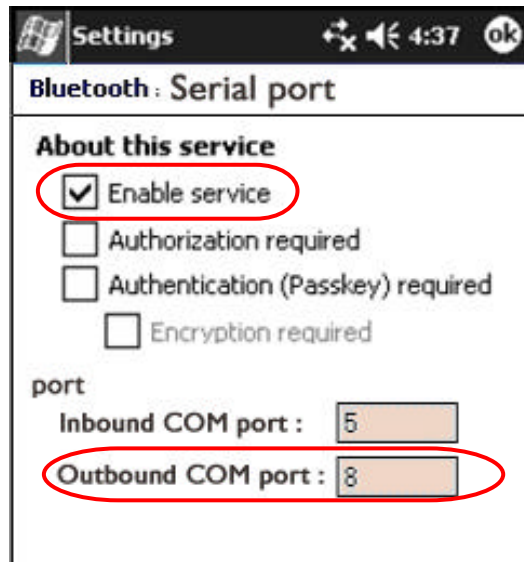 Settings 4:37 ok
Bluetooth : Serial port
About this service
Enable service
Authorization required
Authentication (Passkey) required
Encryption required
port
Inbound COM port : 5
Outbound COM port : 8